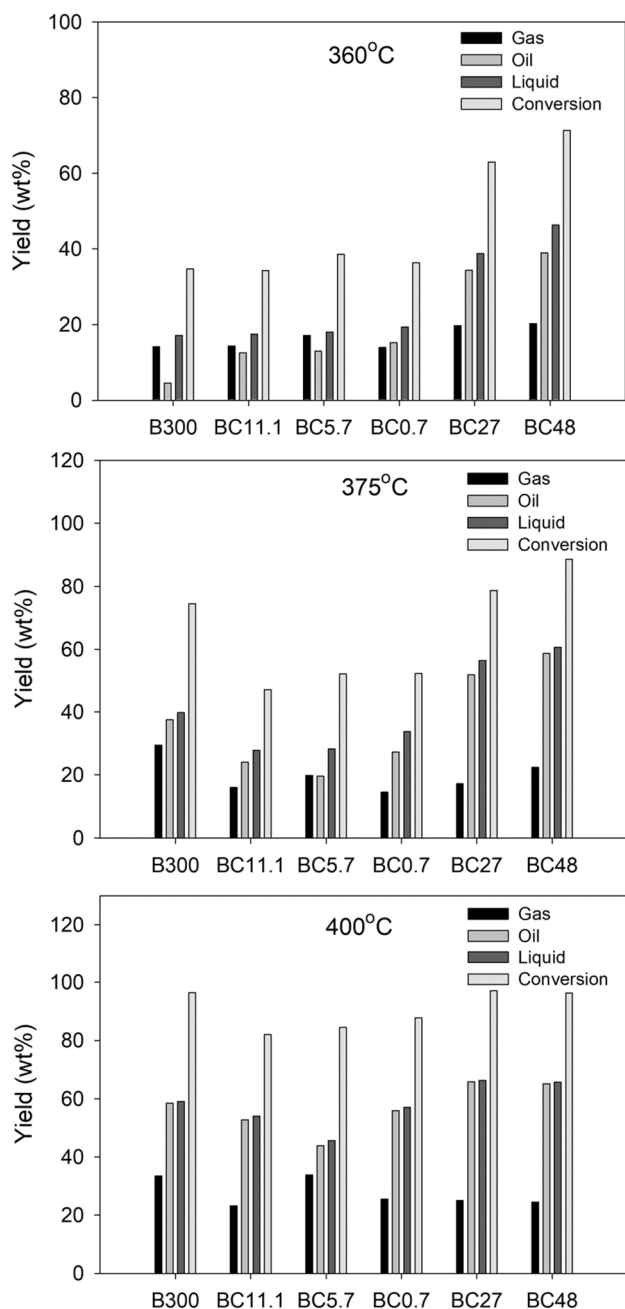 100
360°C
Gas
Oil
Liquid
Conversion
80
60
40
20
0
Yield (wt%)
B300 BC11.1 BC5.7 BC0.7 BC27 BC48
120
375°C
Gas
Oil
Liquid
Conversion
100
80
60
40
20
0
Yield (wt%)
B300 BC11.1 BC5.7 BC0.7 BC27 BC48
120
400°C
Gas
Oil
Liquid
Conversion
100
80
60
40
20
0
Yield (wt%)
B300 BC11.1 BC5.7 BC0.7 BC27 BC48